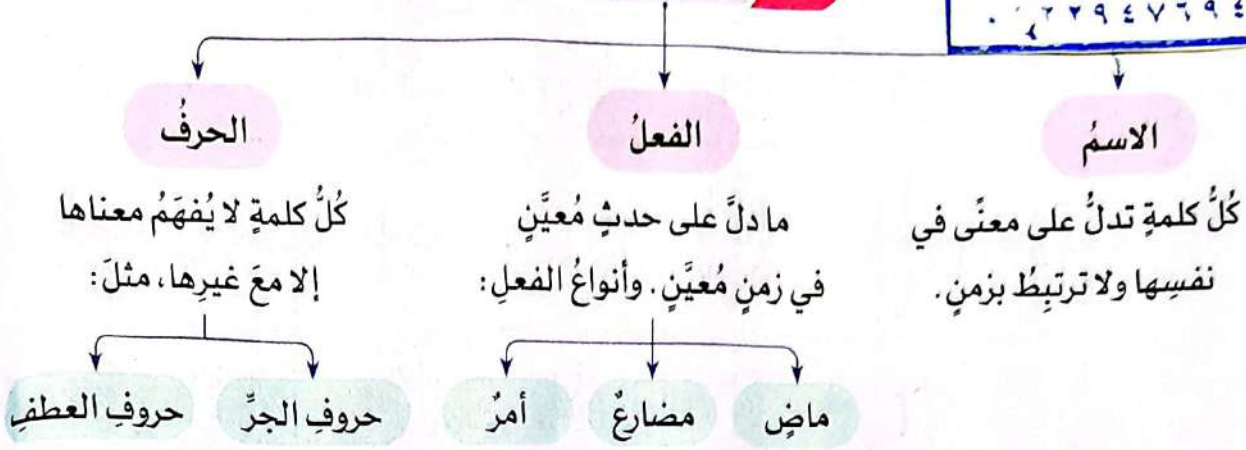 ٠ ٢٢٩٤٧٦٩٤
الاسمُ
كُلُّ كلمةٍ تدلُّ على معنًى في
نفسِها ولا ترتبِطُ بزمنٍ.
الفعلُ
ما دلَّ على حدثٍ مُعيَّنٍ
في زمنٍ مُعيَّنٍ. وأنواعُ الفعلِ:
ماضٍ
مضارعٌ
أمرٌ
الحرفُ
كُلُّ كلمةٍ لا يُفهَمُ معناها
إلا معَ غيرِها، مثلَ:
حروفِ الجرِّ
حروفِ العطفِ